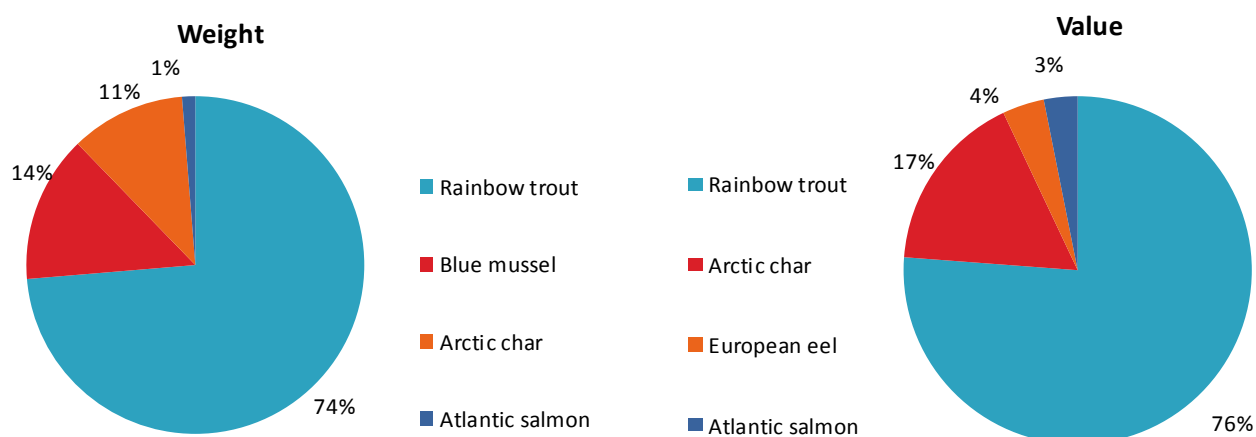 Weight
1%
11%
14%
74%
Rainbow trout
Blue mussel
Arctic char
Atlantic salmon
Value
3%
4%
17%
76%
Rainbow trout
Arctic char
European eel
Atlantic salmon